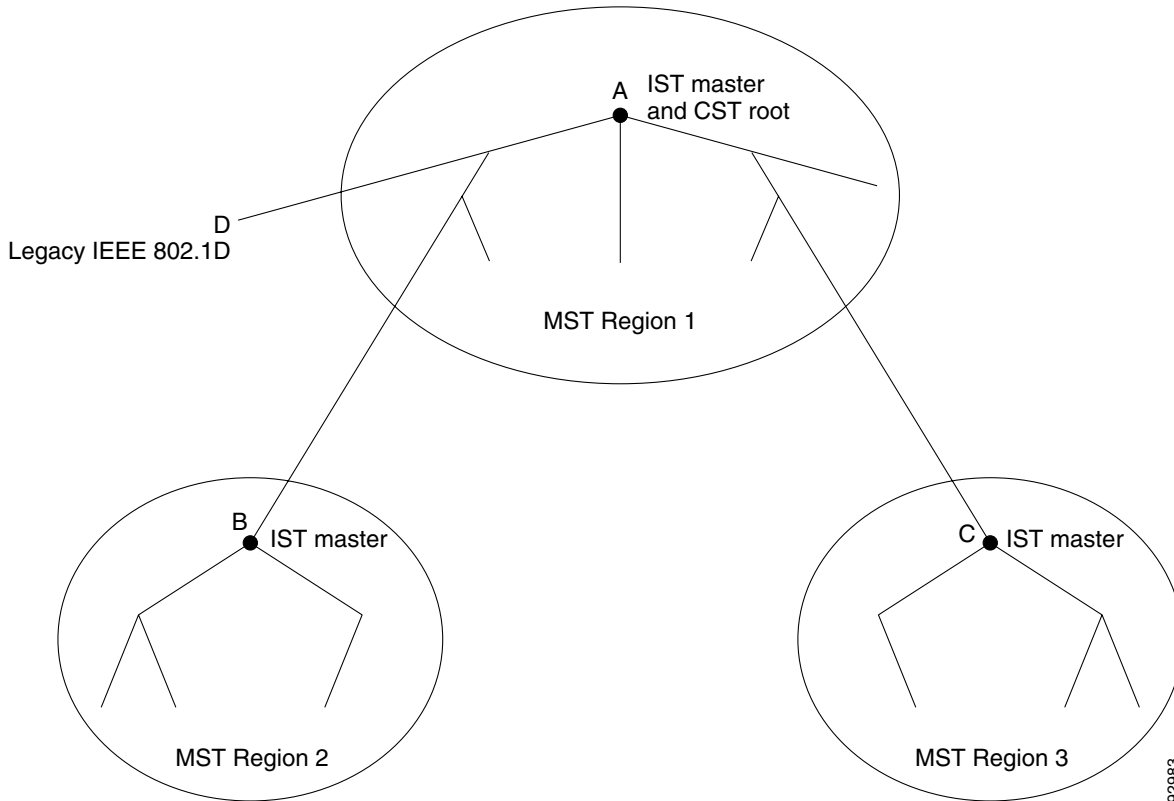 A
IST master
and CST root
D
Legacy IEEE 802.1D
MST Region 1
B
IST master
C
IST master
MST Region 2
MST Region 3
92983